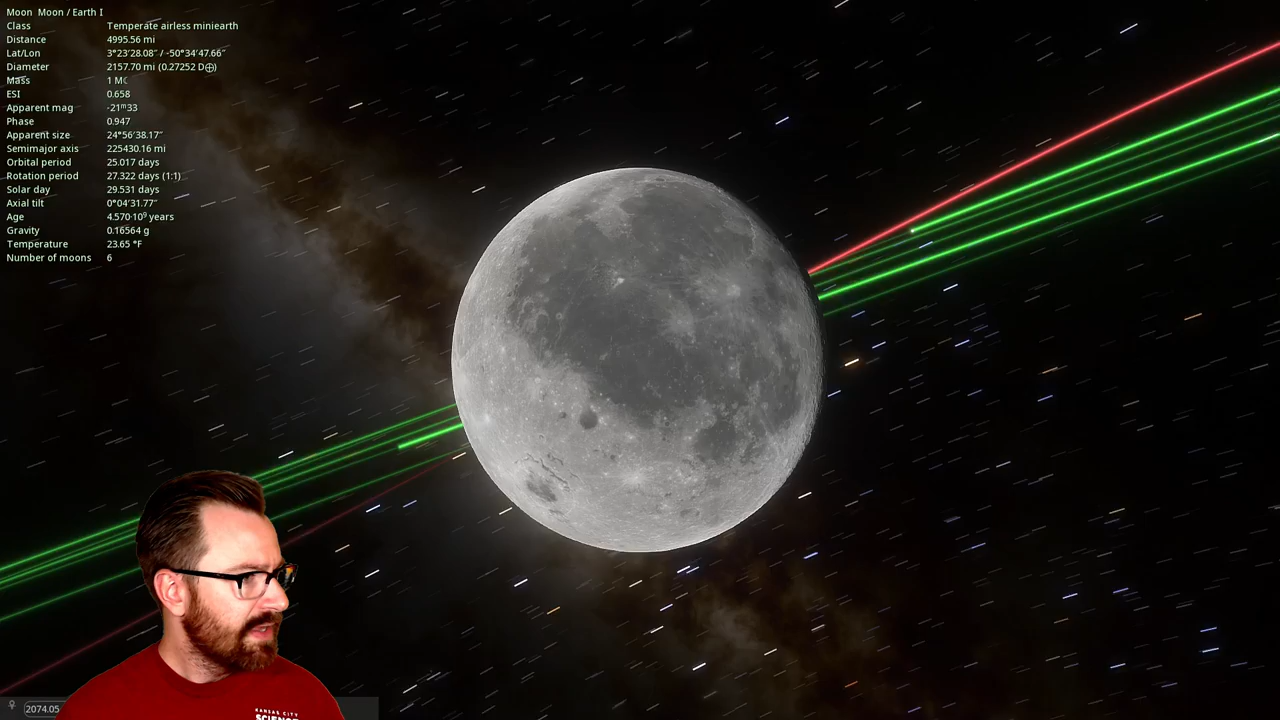 Moon Moon / Earth I
Class Temperate airless miniearth
Distance 4995.56 mi
Lat/Lon 3°23′28.08″ / -50°34′47.66″
Diameter 2157.70 mi (0.27252 D⊕)
Mass 1 M☾
ESI 0.658
Apparent mag -21ᵐ33
Phase 0.947
Apparent size 24°56′38.17″
Semimajor axis 225430.16 mi
Orbital period 25.017 days
Rotation period 27.322 days (1:1)
Solar day 29.531 days
Axial tilt 0°04′31.77″
Age 4.570·10⁹ years
Gravity 0.16564 g
Temperature 23.65 °F
Number of moons 6
2074.05
KANSAS CITY
SCIENCE